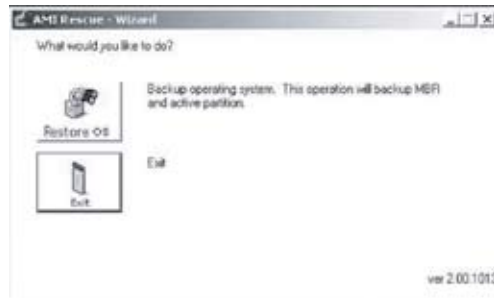 AMI Rescue - Wizard
What would you like to do?
Backup operating system. This operation will backup MBR
and active partition.
Restore OS
Exit
Exit
ver 2.00.1013